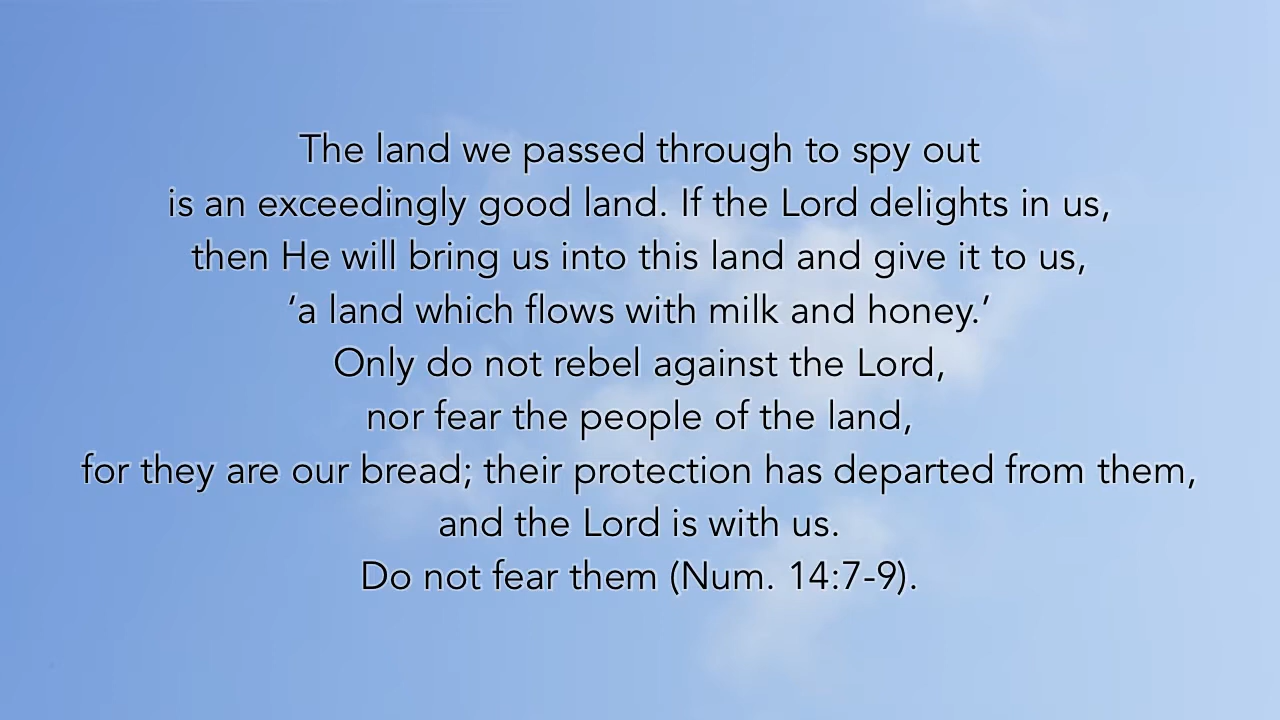 The land we passed through to spy out
is an exceedingly good land. If the Lord delights in us,
then He will bring us into this land and give it to us,
‘a land which flows with milk and honey.’
Only do not rebel against the Lord,
nor fear the people of the land,
for they are our bread; their protection has departed from them,
and the Lord is with us.
Do not fear them (Num. 14:7-9).